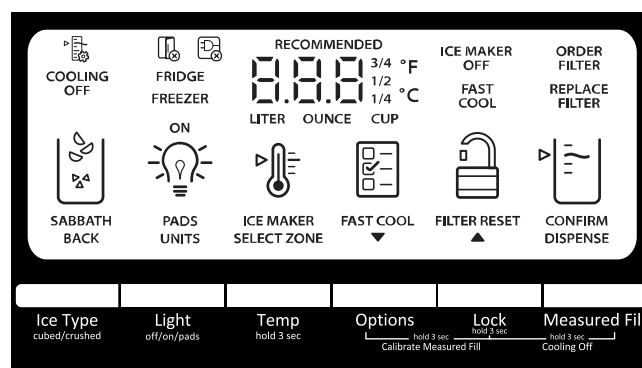 RECOMMENDED
COOLING OFF
FRIDGE
FREEZER
8.8.8
3/4 °F
1/2
1/4 °C
LITER OUNCE CUP
ICE MAKER OFF
FAST COOL
ORDER FILTER
REPLACE FILTER
ON
SABBATH BACK
PADS UNITS
ICE MAKER SELECT ZONE
FAST COOL
FILTER RESET
CONFIRM DISPENSE
Ice Type
cubed/crushed
Light
off/on/pads
Temp
hold 3 sec
Options
Lock
hold 3 sec
Measured Fil
hold 3 sec
Calibrate Measured Fill
hold 3 sec
Cooling Off